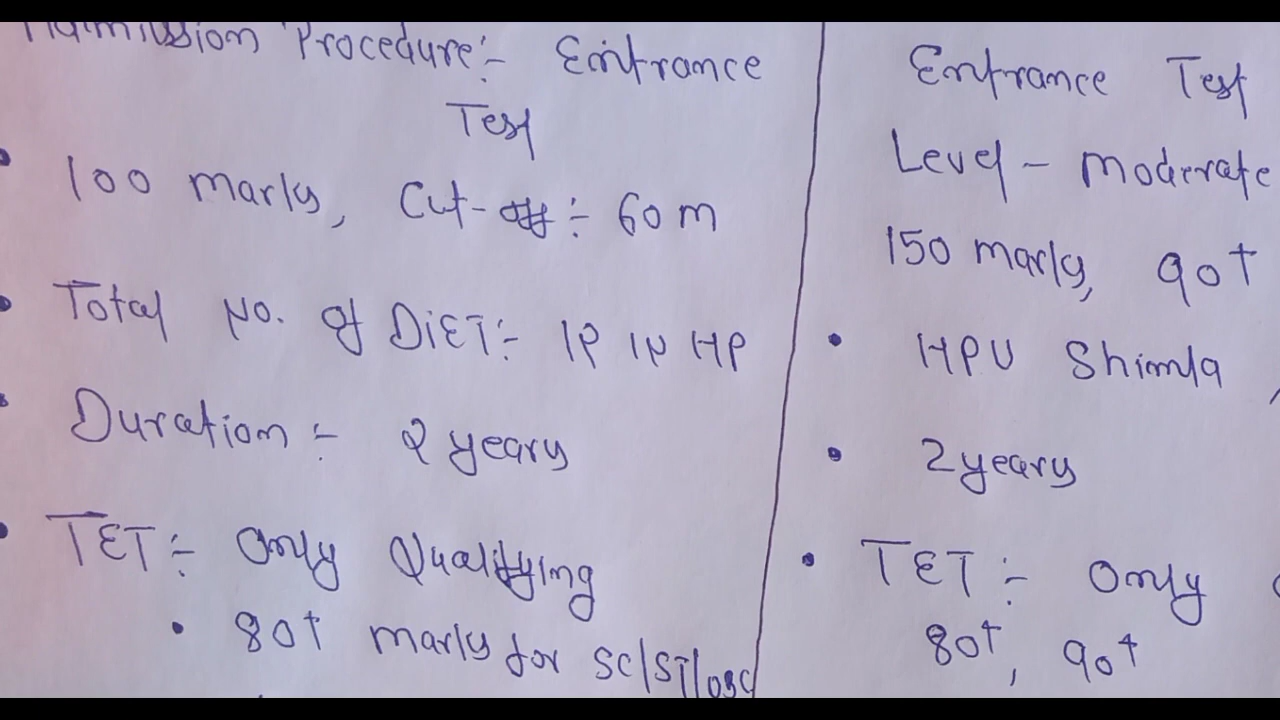 Admission Procedure:- Entrance
Test
100 marks, Cut-off :- 60 m
Total No. of DIET:- 12 in HP
Duration :- 2 years
TET :- Only Qualifying
80+ marks for SC/ST/OBC
Entrance Test
Level - Moderate
150 marks, 90+
HPU Shimla,
2 years
TET :- Only
80+, 90+